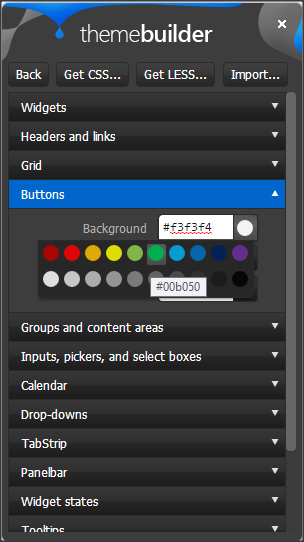 themebuilder
Back Get CSS... Get LESS... Import...
Widgets
Headers and links
Grid
Buttons
Background #f3f3f4
#00b050
Groups and content areas
Inputs, pickers, and select boxes
Calendar
Drop-downs
TabStrip
Panelbar
Widget states
Tooltips